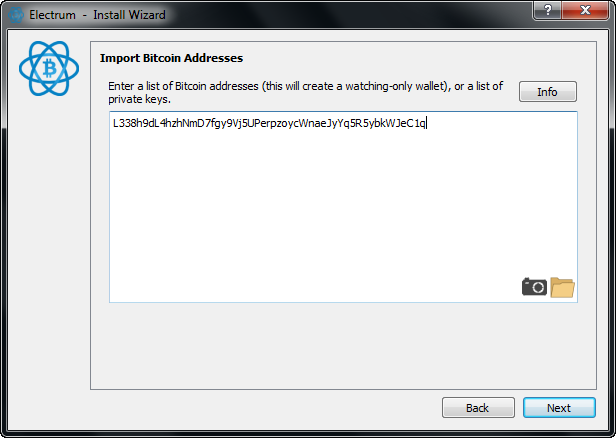 Electrum - Install Wizard
Import Bitcoin Addresses
Enter a list of Bitcoin addresses (this will create a watching-only wallet), or a list of
private keys.
Info
L338h9dL4hzhNmD7fgy9Vj5UPerpzoycWnaeJyYq5R5ybkWJeC1q
Back
Next